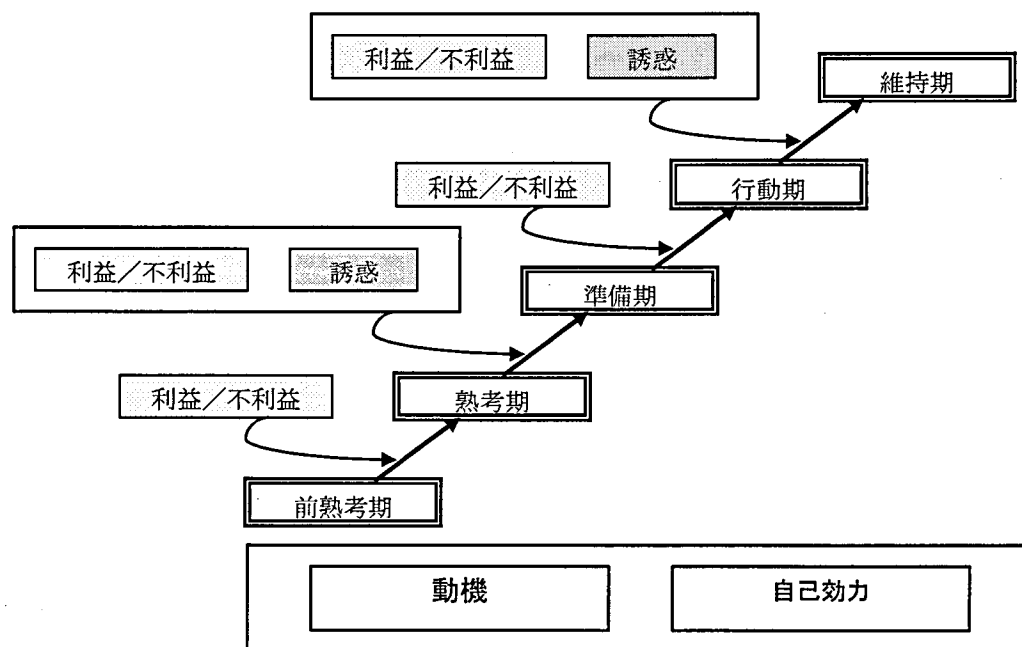 利益／不利益
誘惑
維持期
利益／不利益
行動期
利益／不利益
誘惑
準備期
利益／不利益
熟考期
前熟考期
動機
自己効力